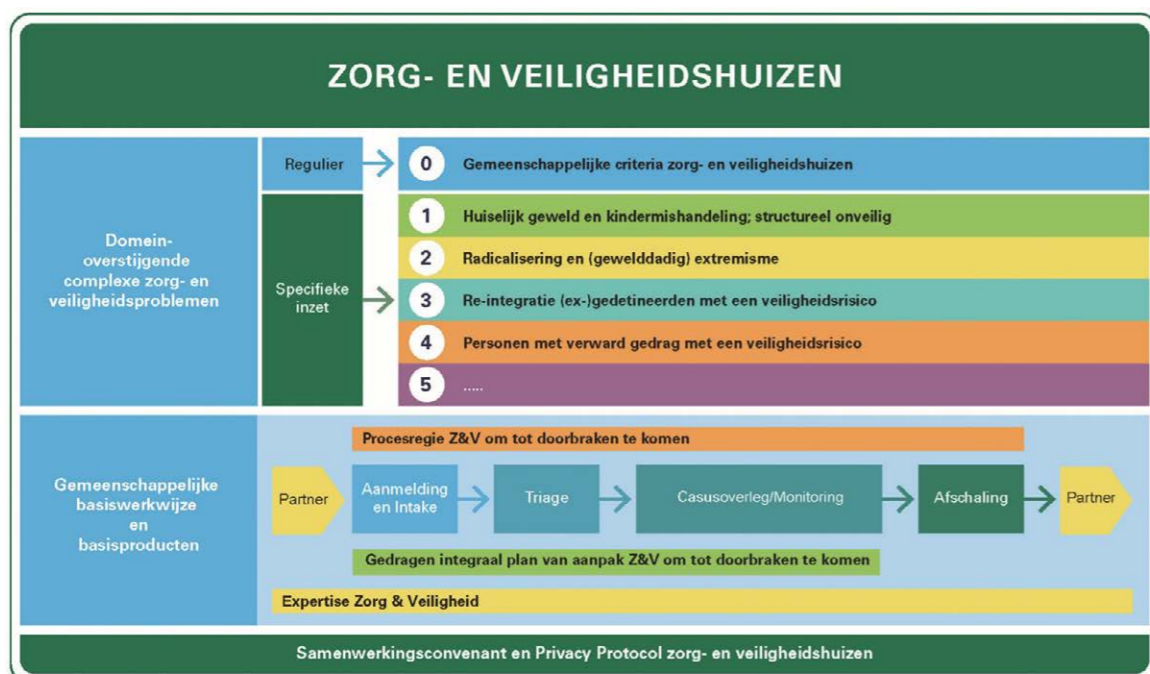 ZORG- EN VEILIGHEIDSHUIZEN
Domein-
overstijgende
complexe zorg- en
veiligheidsproblemen
Regulier
0 Gemeenschappelijke criteria zorg- en veiligheidshuizen
Specifieke
inzet
1 Huiselijk geweld en kindermishandeling; structureel onveilig
2 Radicalisering en (gewelddadig) extremisme
3 Re-integratie (ex-)gedetineerden met een veiligheidsrisico
4 Personen met verward gedrag met een veiligheidsrisico
5 .....
Gemeenschappelijke
basiswerkwijze
en
basisproducten
Procesregie Z&V om tot doorbraken te komen
Partner
Aanmelding
en Intake
Triage
Casusoverleg/Monitoring
Afschaling
Partner
Gedragen integraal plan van aanpak Z&V om tot doorbraken te komen
Expertise Zorg & Veiligheid
Samenwerkingsconvenant en Privacy Protocol zorg- en veiligheidshuizen